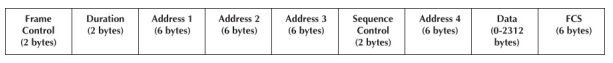 Frame
Control
(2 bytes)
Duration
(2 bytes)
Address 1
(6 bytes)
Address 2
(6 bytes)
Address 3
(6 bytes)
Sequence
Control
(2 bytes)
Address 4
(6 bytes)
Data
(0-2312
bytes)
FCS
(6 bytes)